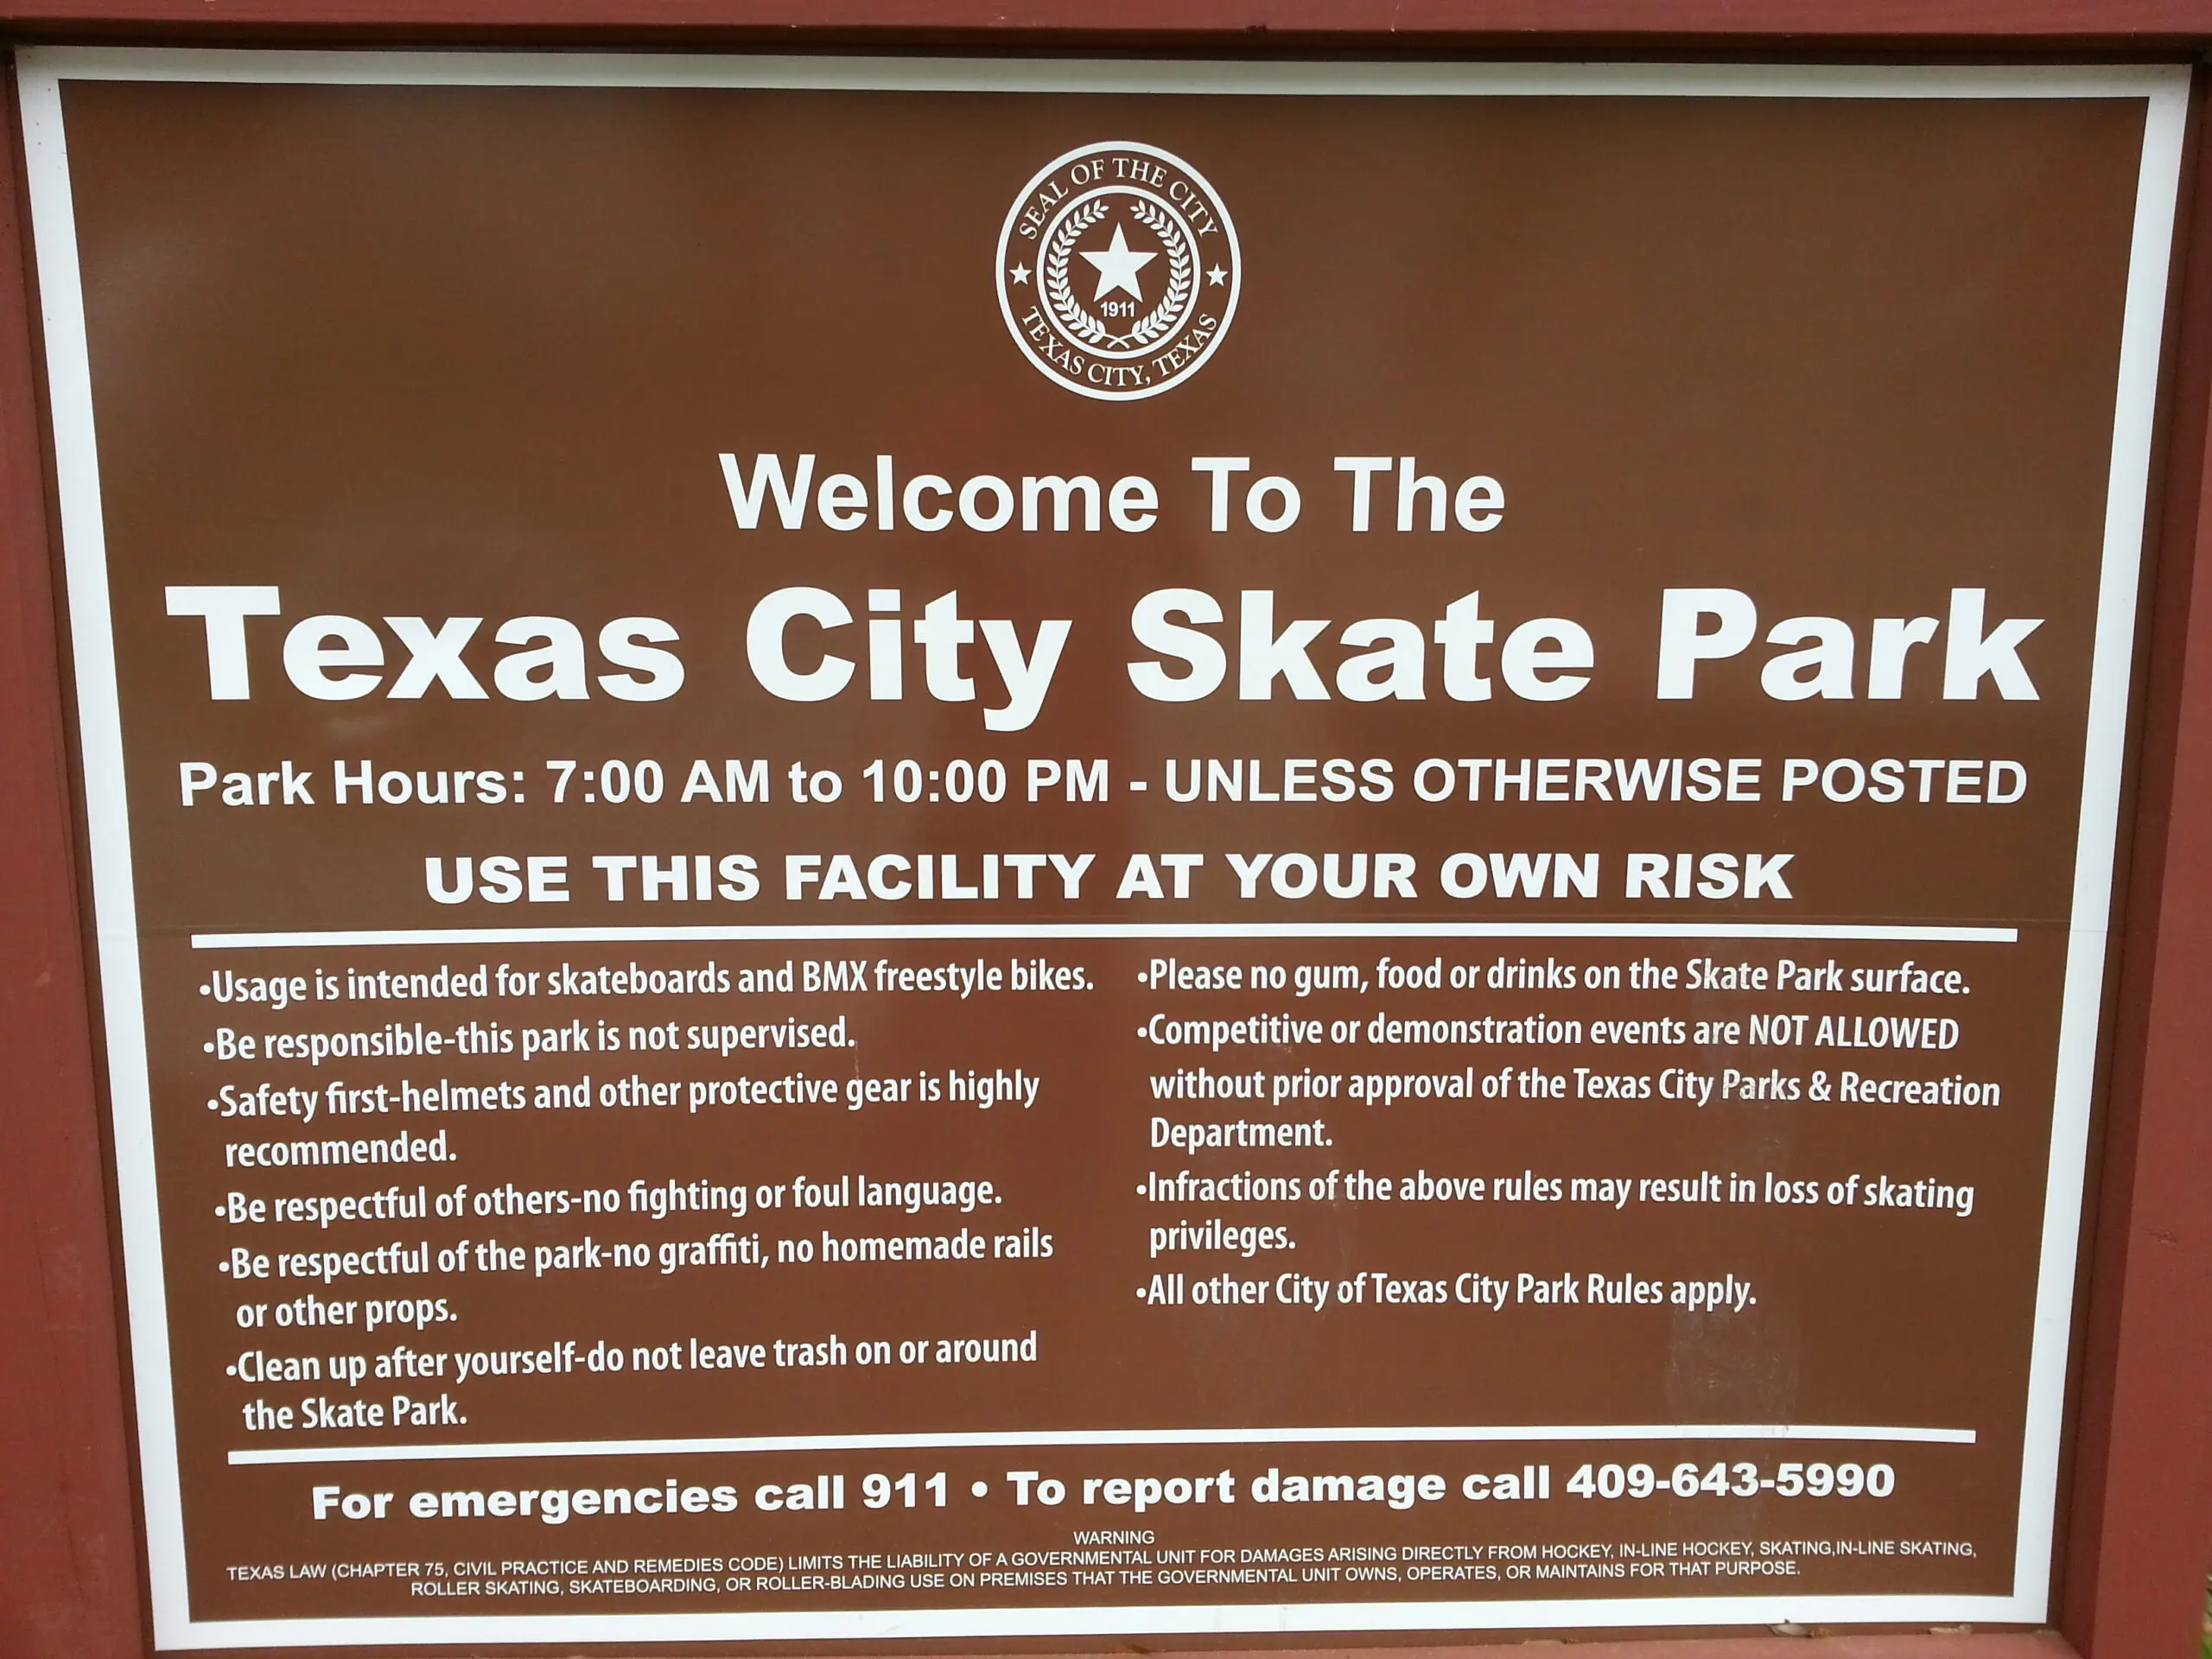 SEAL OF THE CITY
1911
TEXAS CITY, TEXAS
Welcome To The
Texas City Skate Park
Park Hours: 7:00 AM to 10:00 PM - UNLESS OTHERWISE POSTED
USE THIS FACILITY AT YOUR OWN RISK
•Usage is intended for skateboards and BMX freestyle bikes.
•Be responsible-this park is not supervised.
•Safety first-helmets and other protective gear is highly
recommended.
•Be respectful of others-no fighting or foul language.
•Be respectful of the park-no graffiti, no homemade rails
or other props.
•Clean up after yourself-do not leave trash on or around
the Skate Park.
•Please no gum, food or drinks on the Skate Park surface.
•Competitive or demonstration events are NOT ALLOWED
without prior approval of the Texas City Parks & Recreation
Department.
•Infractions of the above rules may result in loss of skating
privileges.
•All other City of Texas City Park Rules apply.
For emergencies call 911 • To report damage call 409-643-5990
WARNING
TEXAS LAW (CHAPTER 75, CIVIL PRACTICE AND REMEDIES CODE) LIMITS THE LIABILITY OF A GOVERNMENTAL UNIT FOR DAMAGES ARISING DIRECTLY FROM HOCKEY, IN-LINE HOCKEY, SKATING,IN-LINE SKATING,
ROLLER SKATING, SKATEBOARDING, OR ROLLER-BLADING USE ON PREMISES THAT THE GOVERNMENTAL UNIT OWNS, OPERATES, OR MAINTAINS FOR THAT PURPOSE.